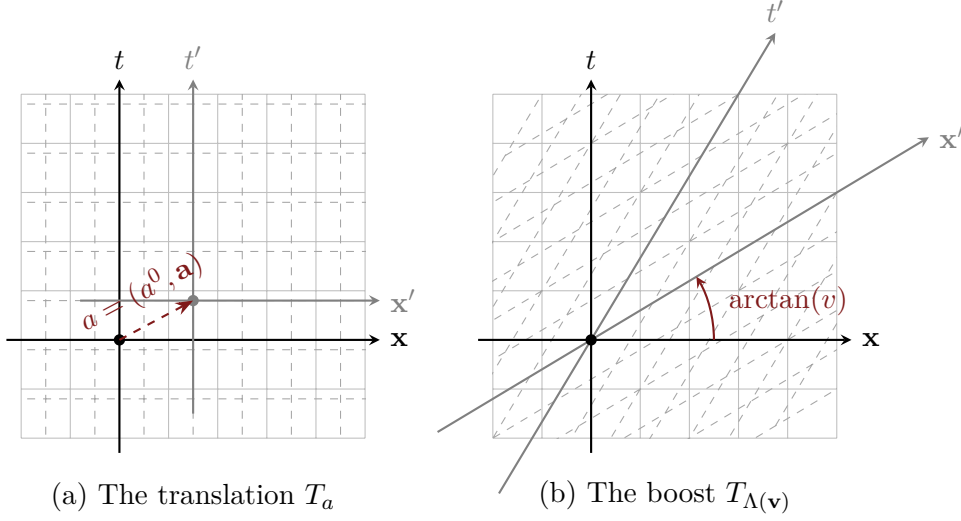 t
t′
a = (a⁰, 𝐚)
𝐱′
𝐱
(a) The translation Tₐ
t
t′
𝐱′
arctan(v)
𝐱
(b) The boost T_Λ(𝐯)